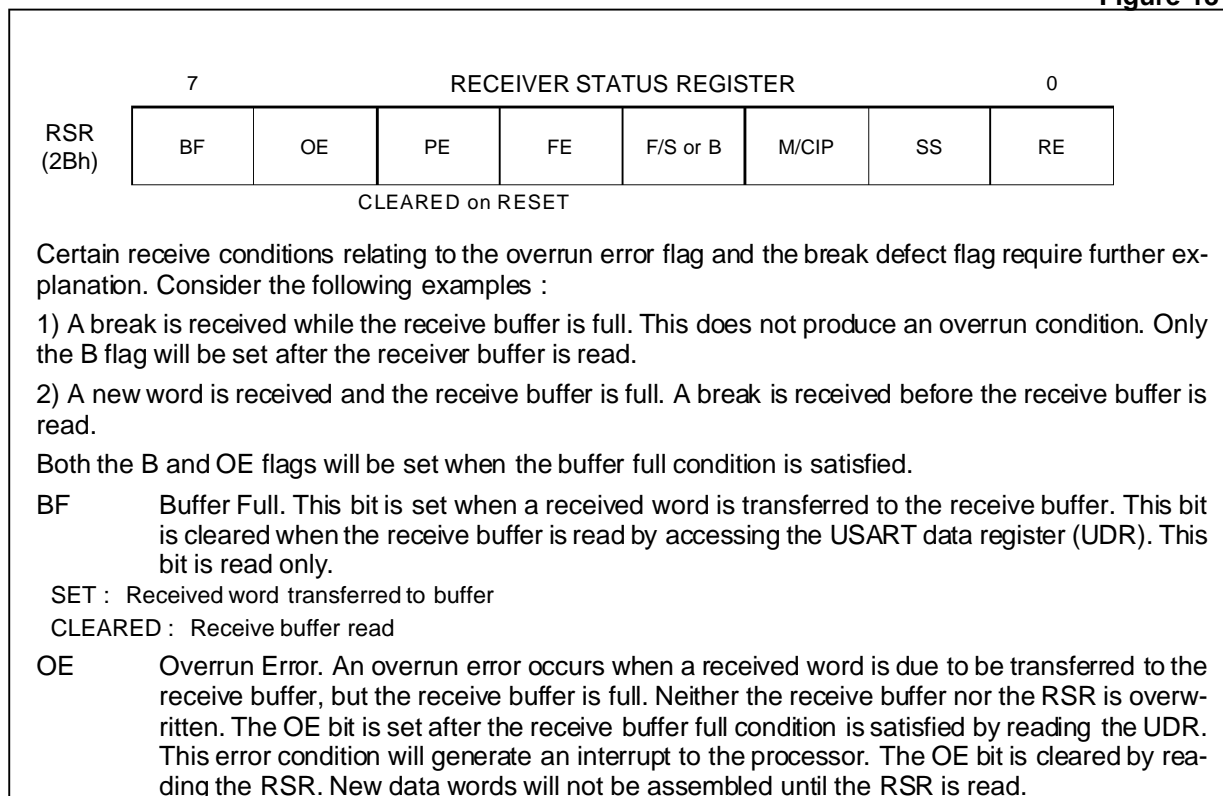 7 RECEIVER STATUS REGISTER 0
RSR
(2Bh)
BF OE PE FE F/S or B M/CIP SS RE
CLEARED on RESET
Certain receive conditions relating to the overrun error flag and the break defect flag require further ex-
planation. Consider the following examples :
1) A break is received while the receive buffer is full. This does not produce an overrun condition. Only
the B flag will be set after the receiver buffer is read.
2) A new word is received and the receive buffer is full. A break is received before the receive buffer is
read.
Both the B and OE flags will be set when the buffer full condition is satisfied.
BF Buffer Full. This bit is set when a received word is transferred to the receive buffer. This bit
is cleared when the receive buffer is read by accessing the USART data register (UDR). This
bit is read only.
SET : Received word transferred to buffer
CLEARED : Receive buffer read
OE Overrun Error. An overrun error occurs when a received word is due to be transferred to the
receive buffer, but the receive buffer is full. Neither the receive buffer nor the RSR is overw-
ritten. The OE bit is set after the receive buffer full condition is satisfied by reading the UDR.
This error condition will generate an interrupt to the processor. The OE bit is cleared by rea-
ding the RSR. New data words will not be assembled until the RSR is read.